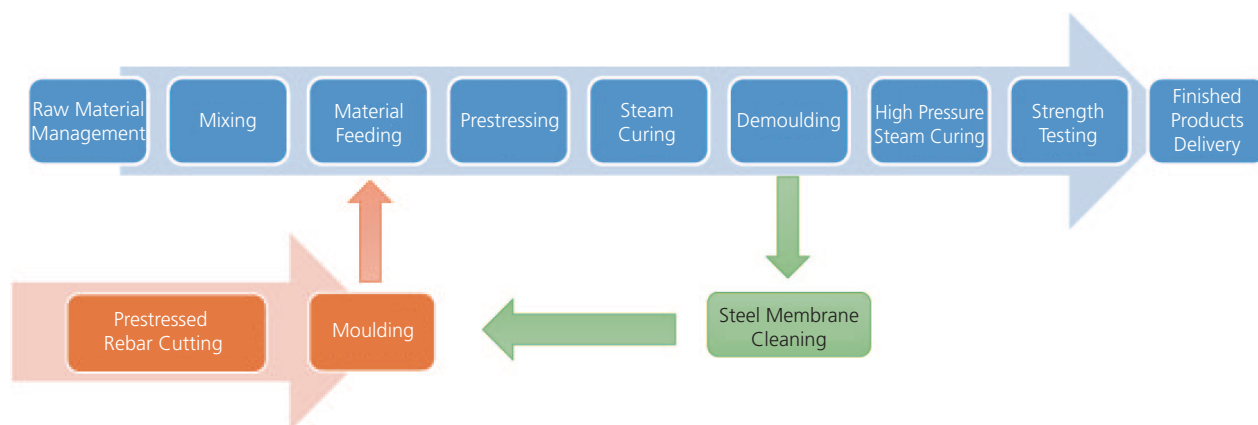 Raw Material
Management
Mixing
Material
Feeding
Prestressing
Steam
Curing
Demoulding
High Pressure
Steam Curing
Strength
Testing
Finished
Products
Delivery
Prestressed
Rebar Cutting
Moulding
Steel Membrane
Cleaning